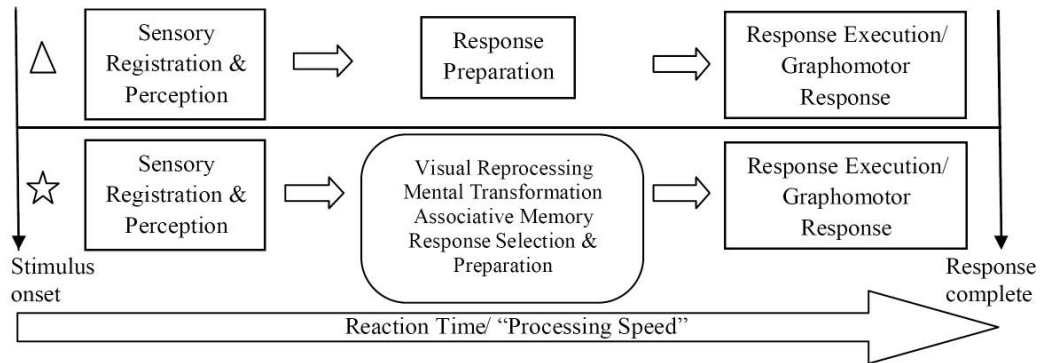 Sensory
Registration &
Perception
Response
Preparation
Response Execution/
Graphomotor
Response
Sensory
Registration &
Perception
Visual Reprocessing
Mental Transformation
Associative Memory
Response Selection &
Preparation
Response Execution/
Graphomotor
Response
Stimulus
onset
Response
complete
Reaction Time/ “Processing Speed”